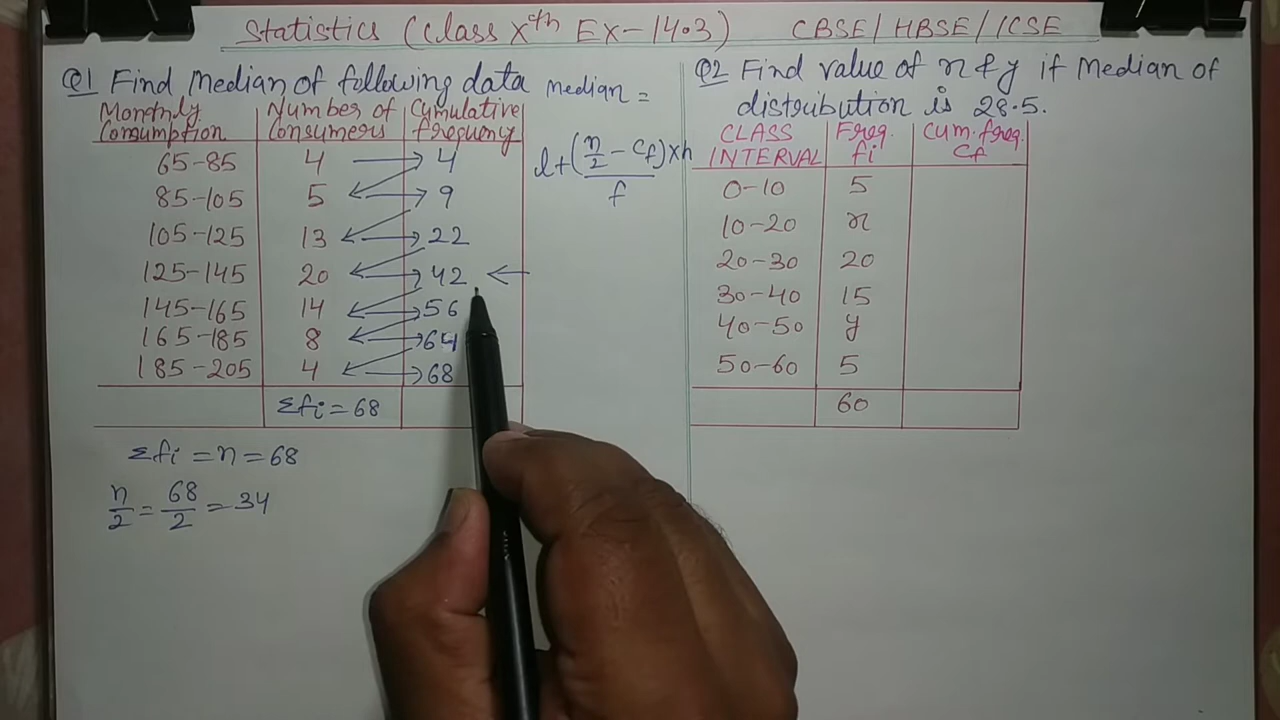 Statistics (Class Xth Ex-14.3) CBSE/HBSE/ICSE
Q1 Find Median of following data
Monthly Consumption Number of Consumers Cumulative frequency
65-85 4 4
85-105 5 9
105-125 13 22
125-145 20 42
145-165 14 56
165-185 8 64
185-205 4 68
Σfi = 68
Σfi = n = 68
n/2 = 68/2 = 34
median =
l+(n/2 - cf)×h
f
Q2 Find value of x & y if Median of
distribution is 28.5.
CLASS INTERVAL Freq. fi Cum. freq. Cf
0-10 5
10-20 x
20-30 20
30-40 15
40-50 y
50-60 5
60